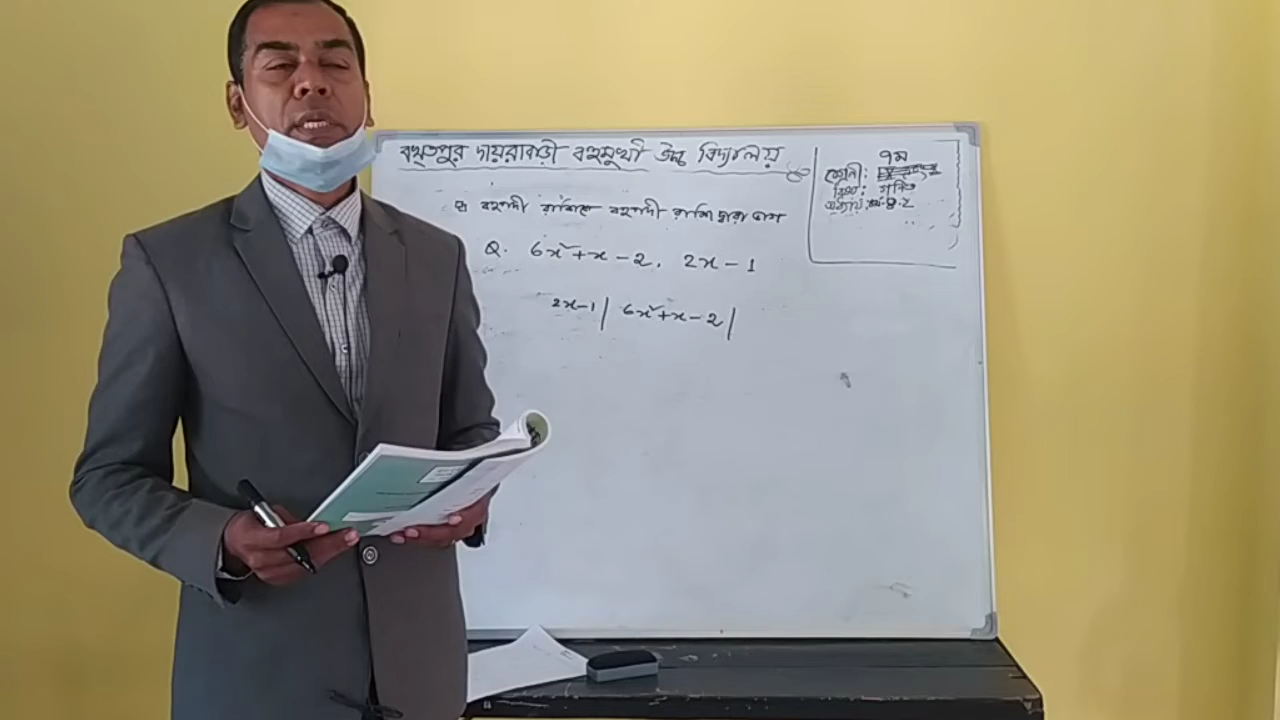 দায়রাবাড়ী বহুমুখী উচ্চ বিদ্যালয়
৭ম
শ্রেণী:
বিষয়: গণিত
অধ্যায় ৪.২
বহুপদী রাশিকে বহুপদী রাশি দ্বারা ভাগ
Q. 6x²+x-2, 2x-1
2x-1 | 6x²+x-2 |